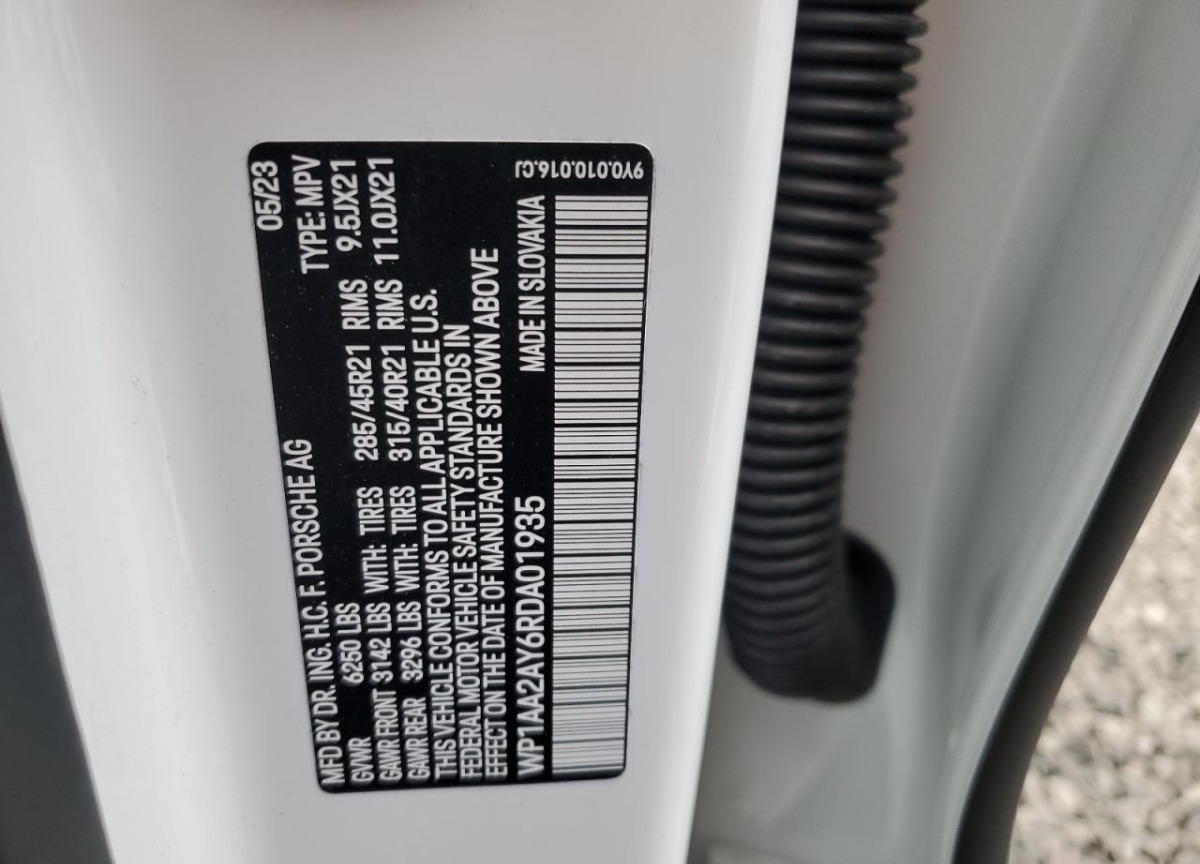 MFD BY DR. ING. H.C. F. PORSCHE AG 05/23
GVWR 6250 LBS TYPE: MPV
GAWR FRONT 3142 LBS WITH: TIRES 285/45R21 RIMS 9.5JX21
GAWR REAR 3296 LBS WITH: TIRES 315/40R21 RIMS 11.0JX21
THIS VEHICLE CONFORMS TO ALL APPLICABLE U.S.
FEDERAL MOTOR VEHICLE SAFETY STANDARDS IN
EFFECT ON THE DATE OF MANUFACTURE SHOWN ABOVE
WP1AA2AY6RDA01935 MADE IN SLOVAKIA
9Y0.010.016.CJ